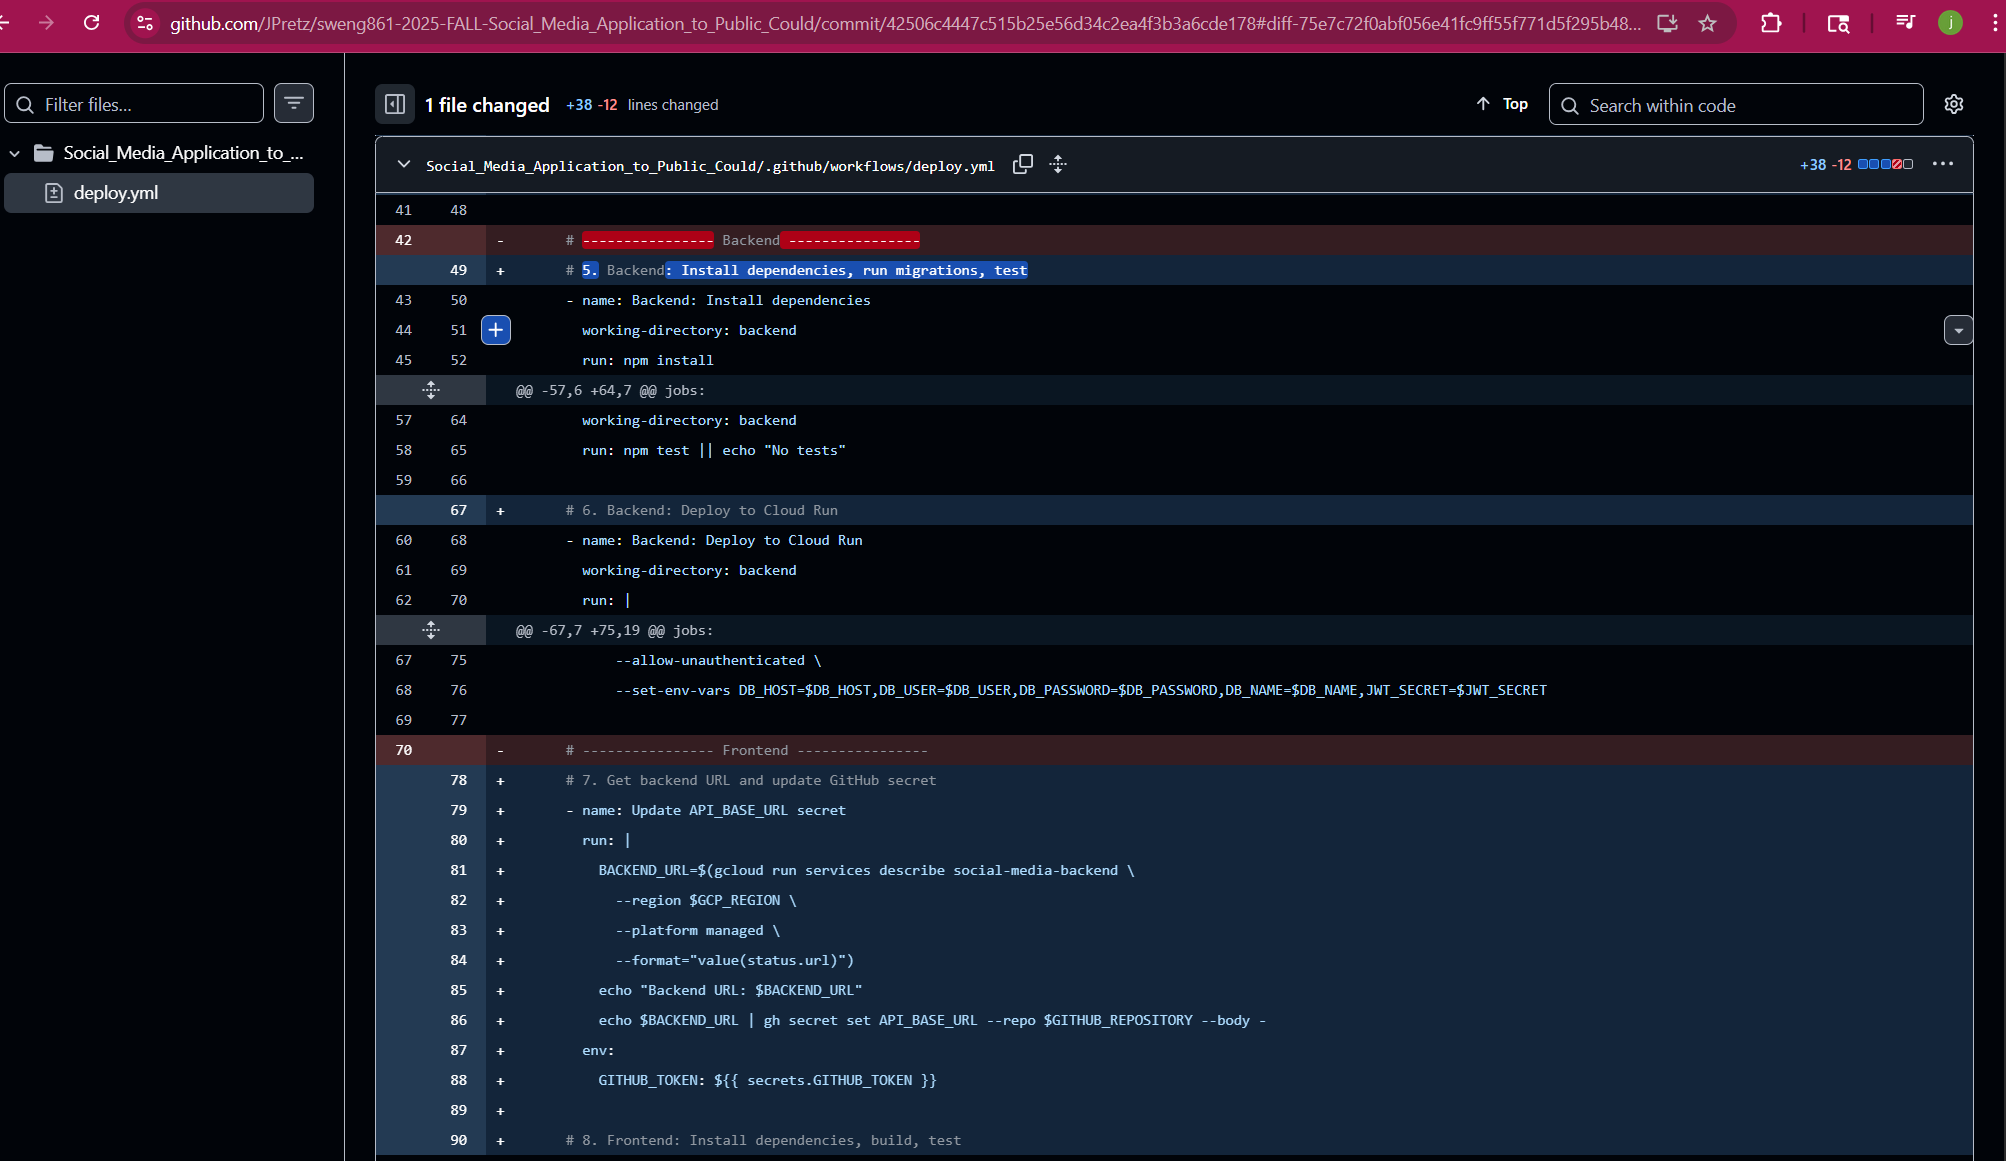 github.com/JPretz/sweng861-2025-FALL-Social_Media_Application_to_Public_Could/commit/42506c4447c515b25e56d34c2ea4f3b3a6cde178#diff-75e7c72f0abf056e41fc9ff55f771d5f295b48...
j
Filter files...
Social_Media_Application_to_...
deploy.yml
1 file changed +38 -12 lines changed
Top
Search within code
Social_Media_Application_to_Public_Could/.github/workflows/deploy.yml
+38 -12
41 48
42 - # ---------------- Backend ----------------
49 + # 5. Backend: Install dependencies, run migrations, test
43 50 - name: Backend: Install dependencies
44 51 working-directory: backend
45 52 run: npm install
@@ -57,6 +64,7 @@ jobs:
57 64 working-directory: backend
58 65 run: npm test || echo "No tests"
59 66
67 + # 6. Backend: Deploy to Cloud Run
60 68 - name: Backend: Deploy to Cloud Run
61 69 working-directory: backend
62 70 run: |
@@ -67,7 +75,19 @@ jobs:
67 75 --allow-unauthenticated \
68 76 --set-env-vars DB_HOST=$DB_HOST,DB_USER=$DB_USER,DB_PASSWORD=$DB_PASSWORD,DB_NAME=$DB_NAME,JWT_SECRET=$JWT_SECRET
69 77
70 - # ---------------- Frontend ----------------
78 + # 7. Get backend URL and update GitHub secret
79 + - name: Update API_BASE_URL secret
80 + run: |
81 + BACKEND_URL=$(gcloud run services describe social-media-backend \
82 + --region $GCP_REGION \
83 + --platform managed \
84 + --format="value(status.url)")
85 + echo "Backend URL: $BACKEND_URL"
86 + echo $BACKEND_URL | gh secret set API_BASE_URL --repo $GITHUB_REPOSITORY --body -
87 + env:
88 + GITHUB_TOKEN: ${{ secrets.GITHUB_TOKEN }}
89 +
90 + # 8. Frontend: Install dependencies, build, test